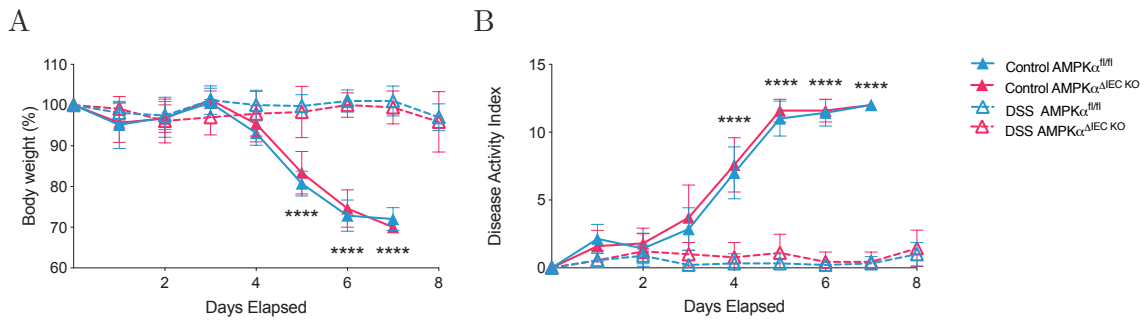 A
B
110
100
90
80
70
60
Body weight (%)
2
4
6
8
Days Elapsed
****
****
****
15
10
5
0
Disease Activity Index
2
4
6
8
Days Elapsed
****
****
****
****
Control AMPKα^fl/fl
Control AMPKα^ΔIEC KO
DSS AMPKα^fl/fl
DSS AMPKα^ΔIEC KO